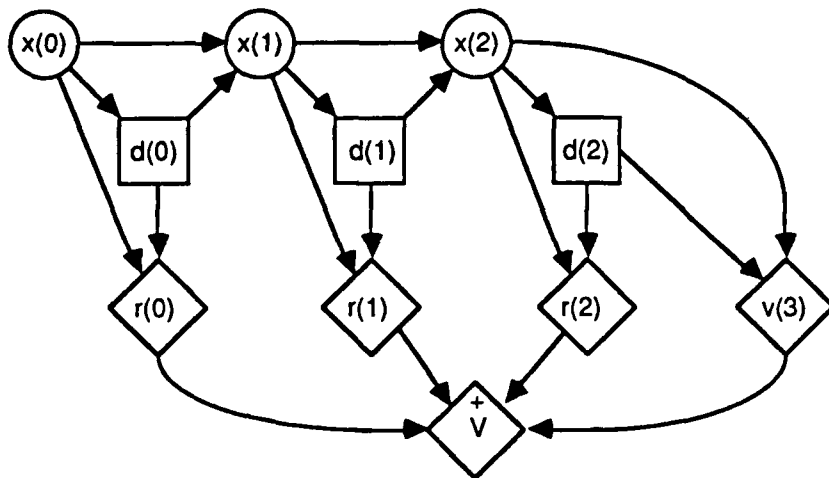 x(0) x(1) x(2)
d(0) d(1) d(2)
r(0) r(1) r(2) v(3)
+
V